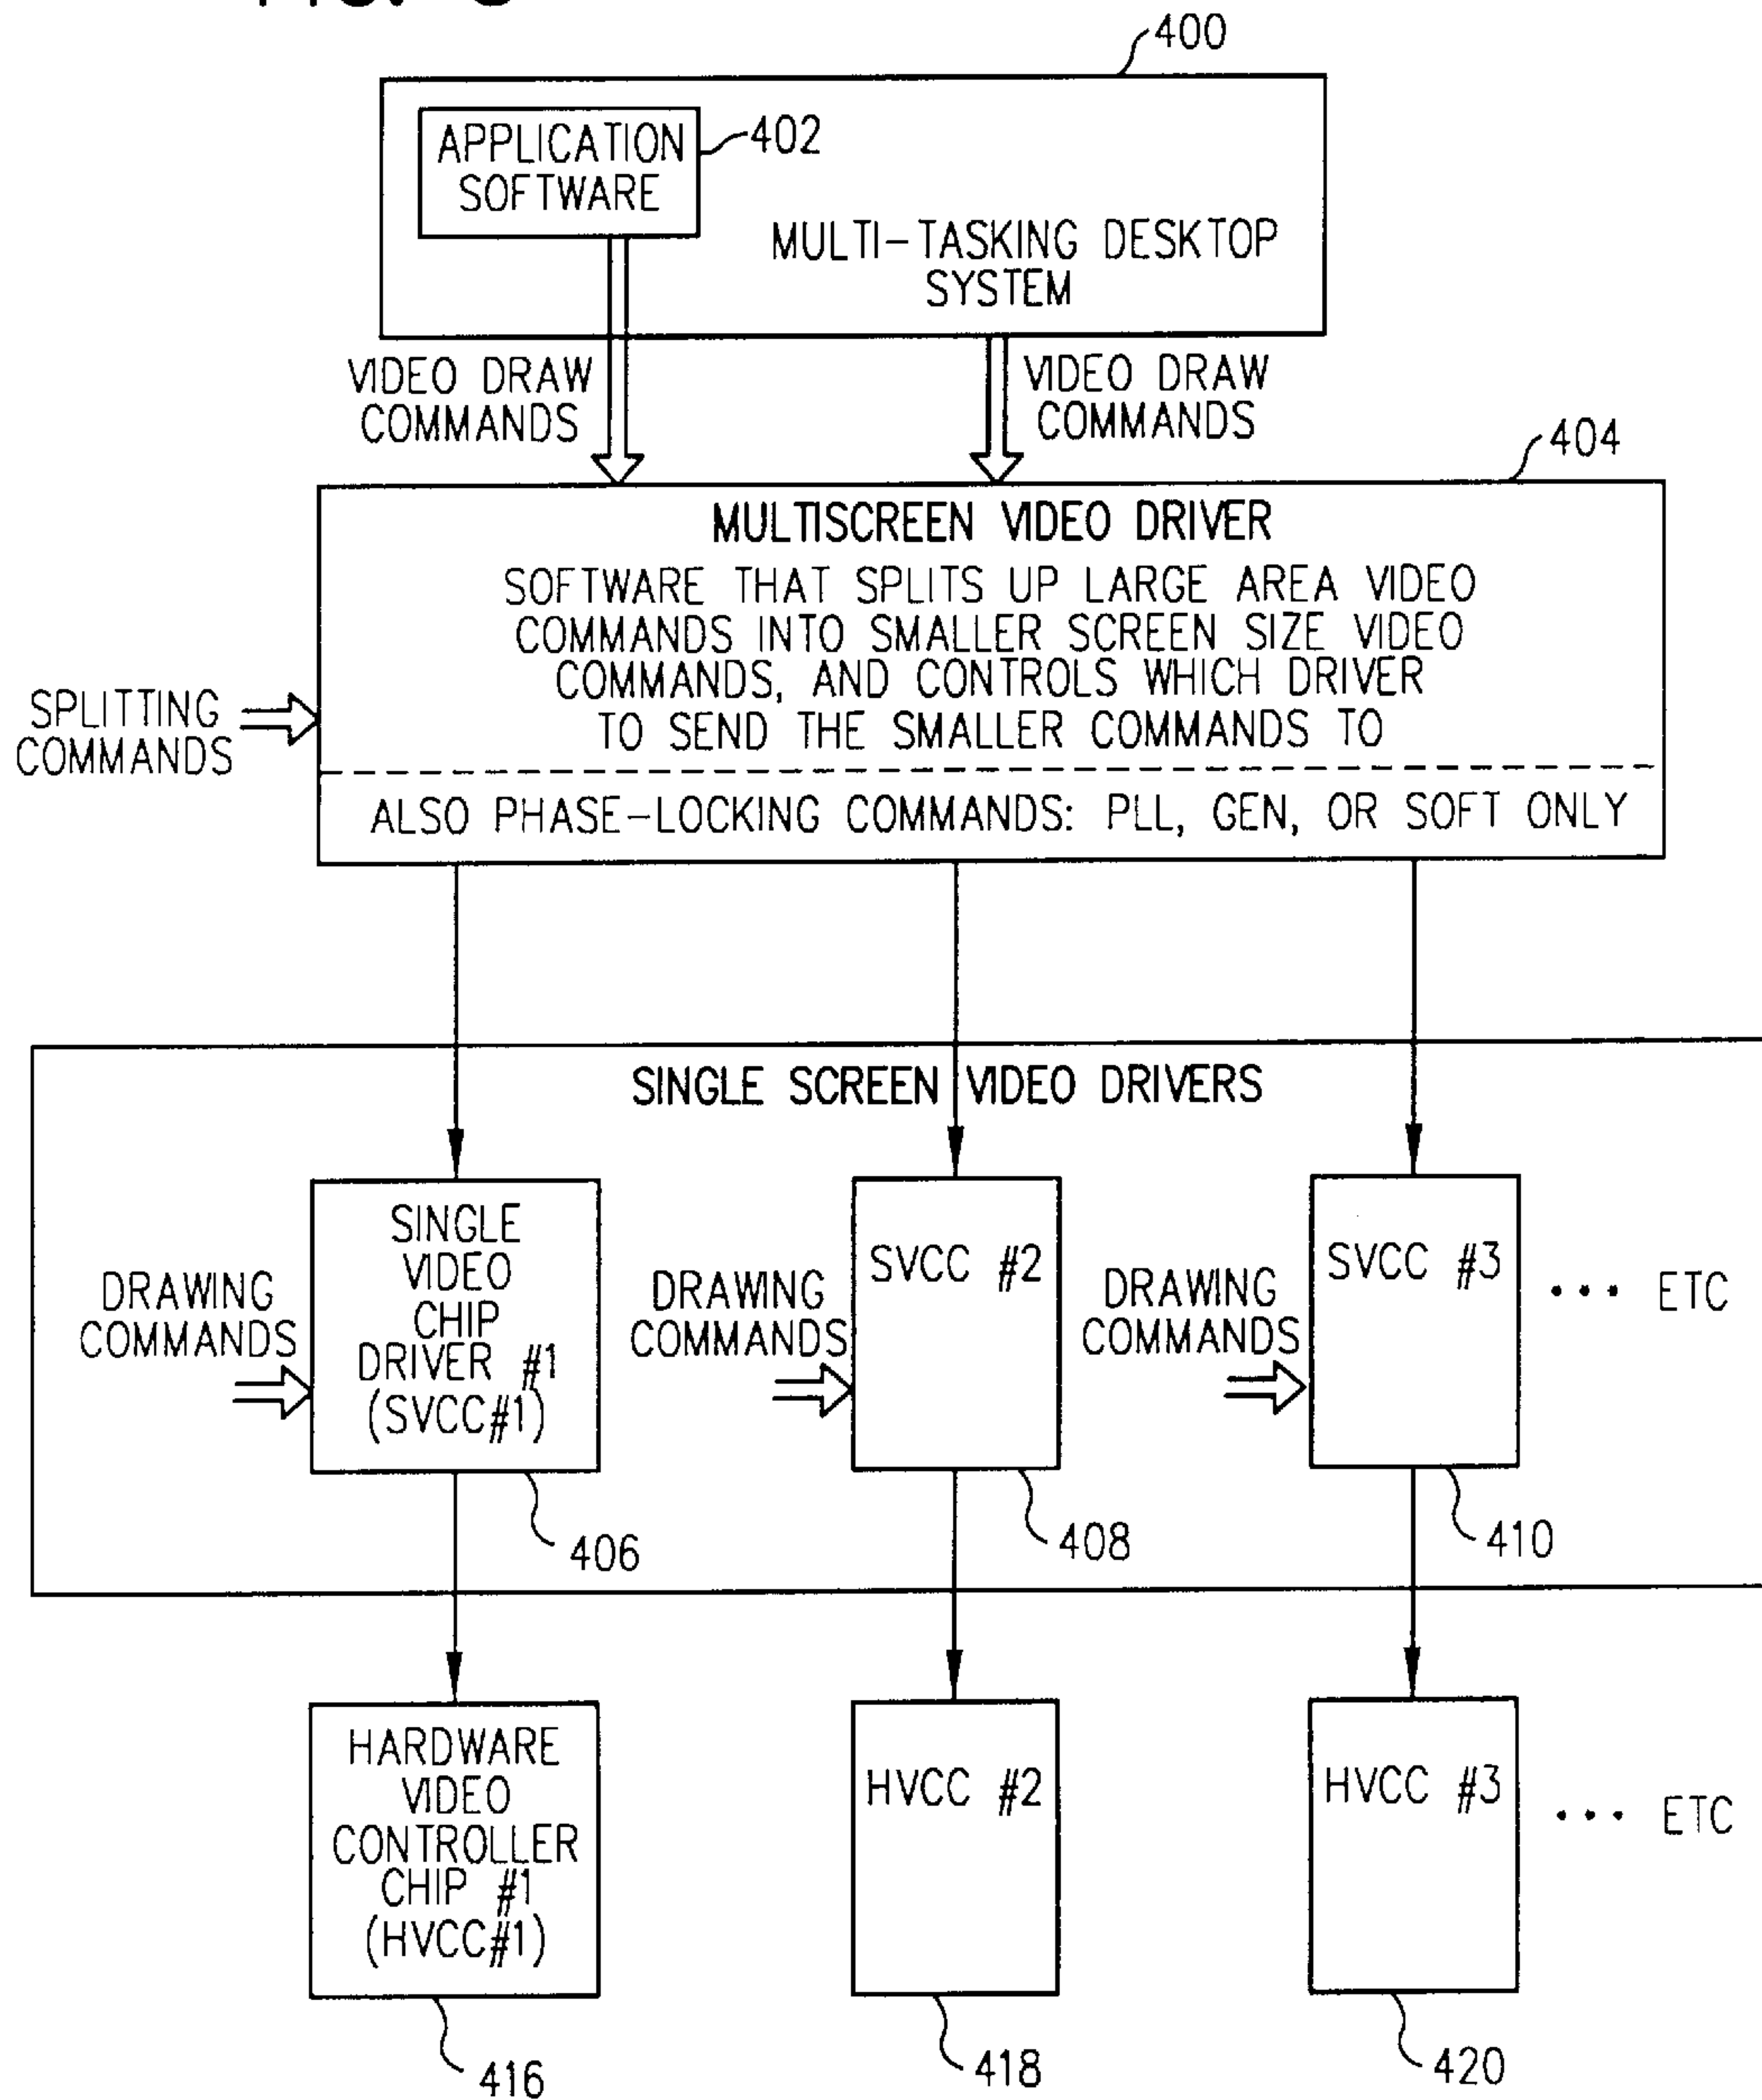 400
APPLICATION
SOFTWARE
402
MULTI-TASKING DESKTOP
SYSTEM
VIDEO DRAW
COMMANDS
VIDEO DRAW
COMMANDS
404
MULTISCREEN VIDEO DRIVER
SOFTWARE THAT SPLITS UP LARGE AREA VIDEO
COMMANDS INTO SMALLER SCREEN SIZE VIDEO
COMMANDS, AND CONTROLS WHICH DRIVER
TO SEND THE SMALLER COMMANDS TO
SPLITTING
COMMANDS
ALSO PHASE-LOCKING COMMANDS: PLL, GEN, OR SOFT ONLY
SINGLE SCREEN VIDEO DRIVERS
DRAWING
COMMANDS
SINGLE
VIDEO
CHIP
DRIVER #1
(SVCC#1)
406
DRAWING
COMMANDS
SVCC #2
408
DRAWING
COMMANDS
SVCC #3
410
... ETC
HARDWARE
VIDEO
CONTROLLER
CHIP #1
(HVCC#1)
416
HVCC #2
418
HVCC #3
420
... ETC